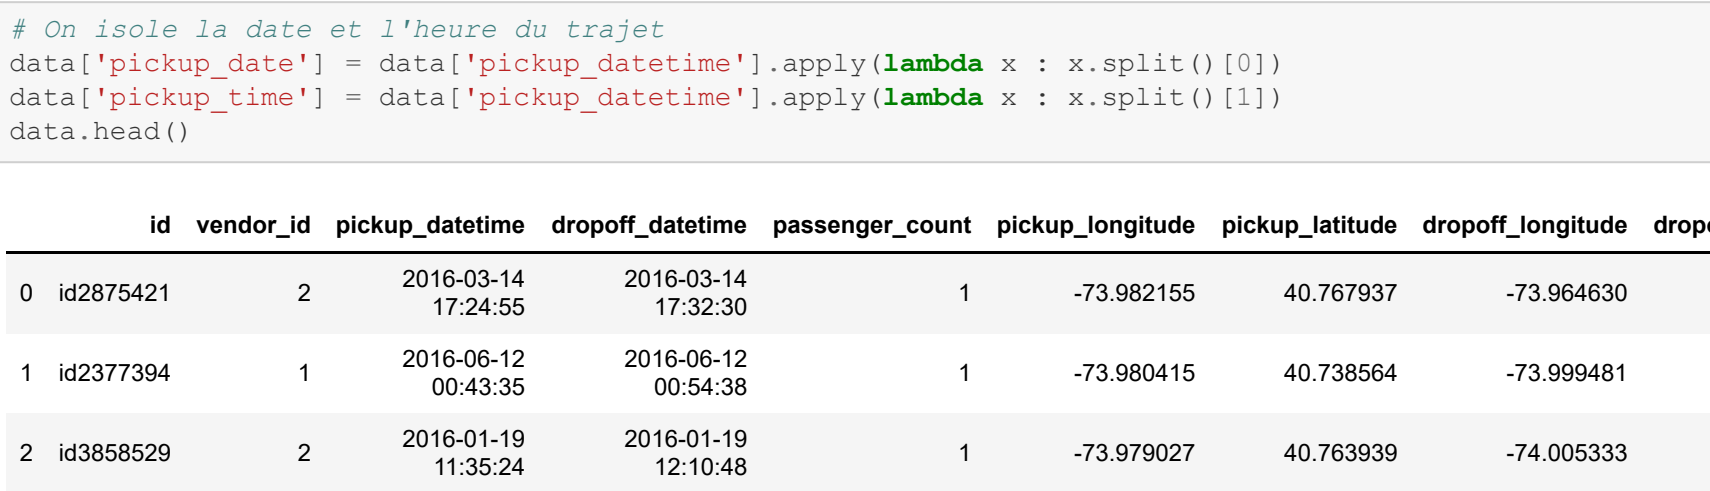 # On isole la date et l'heure du trajet
data['pickup_date'] = data['pickup_datetime'].apply(lambda x : x.split()[0])
data['pickup_time'] = data['pickup_datetime'].apply(lambda x : x.split()[1])
data.head()
id vendor_id pickup_datetime dropoff_datetime passenger_count pickup_longitude pickup_latitude dropoff_longitude
0 id2875421 2 2016-03-14 17:24:55 2016-03-14 17:32:30 1 -73.982155 40.767937 -73.964630
1 id2377394 1 2016-06-12 00:43:35 2016-06-12 00:54:38 1 -73.980415 40.738564 -73.999481
2 id3858529 2 2016-01-19 11:35:24 2016-01-19 12:10:48 1 -73.979027 40.763939 -74.005333